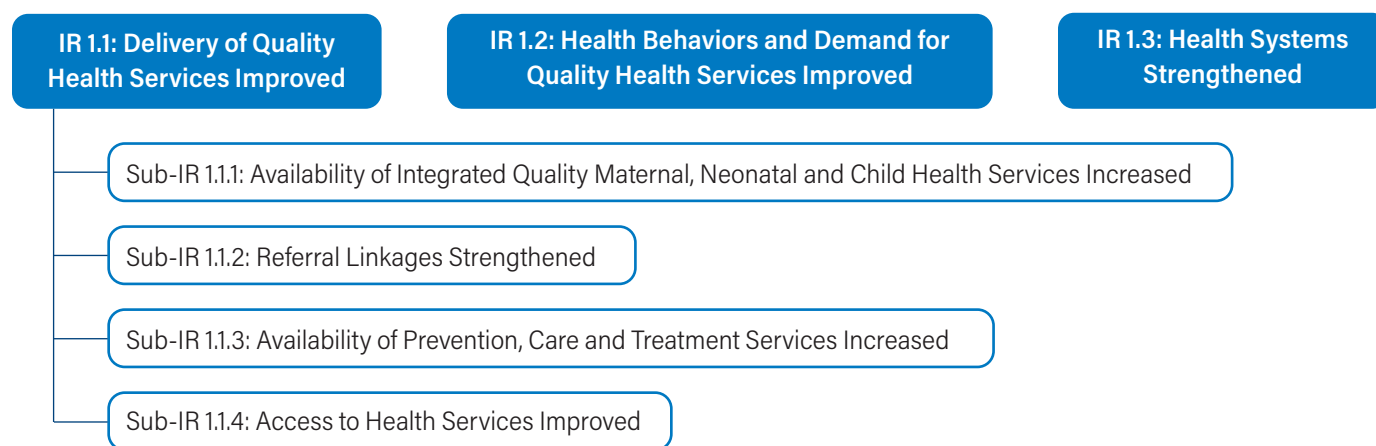 IR 1.1: Delivery of Quality
Health Services Improved
IR 1.2: Health Behaviors and Demand for
Quality Health Services Improved
IR 1.3: Health Systems
Strengthened
Sub-IR 1.1.1: Availability of Integrated Quality Maternal, Neonatal and Child Health Services Increased
Sub-IR 1.1.2: Referral Linkages Strengthened
Sub-IR 1.1.3: Availability of Prevention, Care and Treatment Services Increased
Sub-IR 1.1.4: Access to Health Services Improved